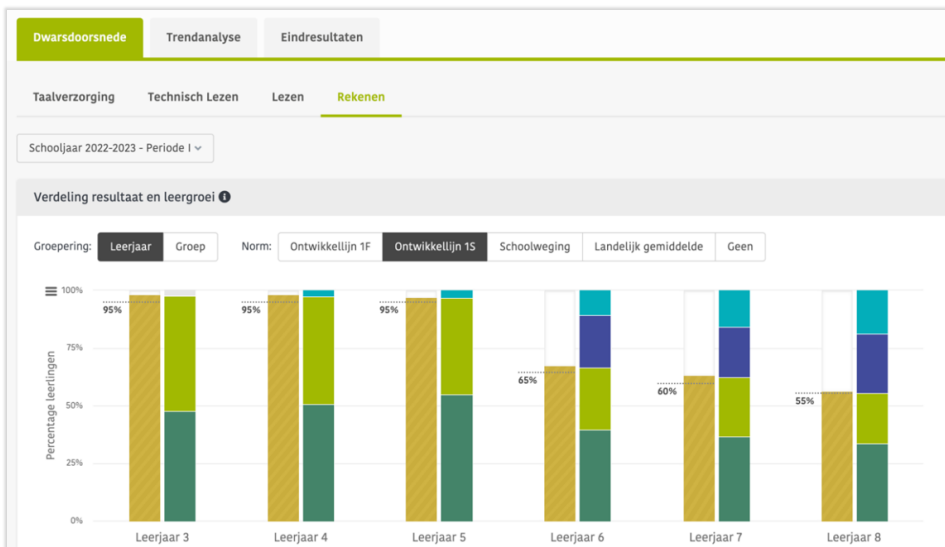 Dwarsdoorsnede Trendanalyse Eindresultaten
Taalverzorging Technisch Lezen Lezen Rekenen
Schooljaar 2022-2023 - Periode I
Verdeling resultaat en leergroei
Groepering: Leerjaar Groep Norm: Ontwikkellijn 1F Ontwikkellijn 1S Schoolweging Landelijk gemiddelde Geen
100%
95% 95% 95%
75%
65%
60%
55%
50%
25%
0%
Percentage leerlingen
Leerjaar 3 Leerjaar 4 Leerjaar 5 Leerjaar 6 Leerjaar 7 Leerjaar 8